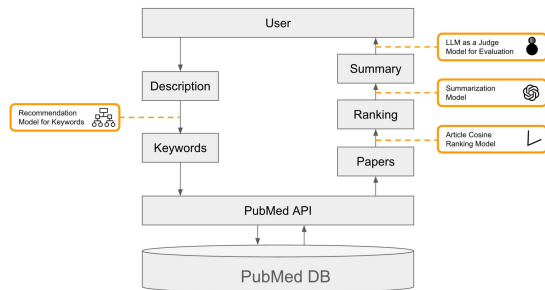 User
LLM as a Judge
Model for Evaluation
Summary
Description
Summarization
Model
Recommendation
Model for Keywords
Ranking
Article Cosine
Ranking Model
Keywords
Papers
PubMed API
PubMed DB